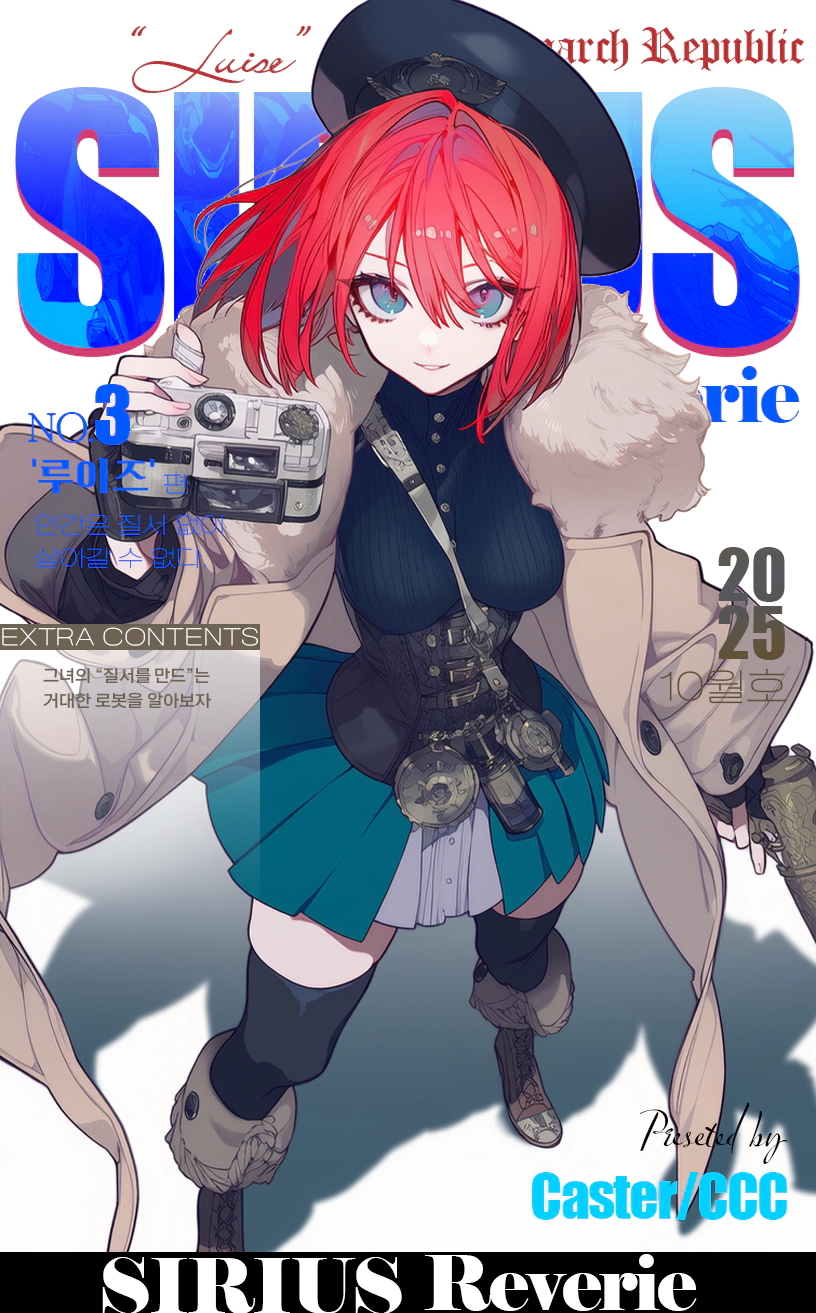 “Luise” arch Republic
SIRIUS
rie
NO.3
'루이즈' 편
인간은 질서 없이
살아갈 수 없다.
20
25
10월호
EXTRA CONTENTS
그녀의 “질서를 만드”는
거대한 로봇을 알아보자
Preseted by
Caster/CCC
SIRIUS Reverie